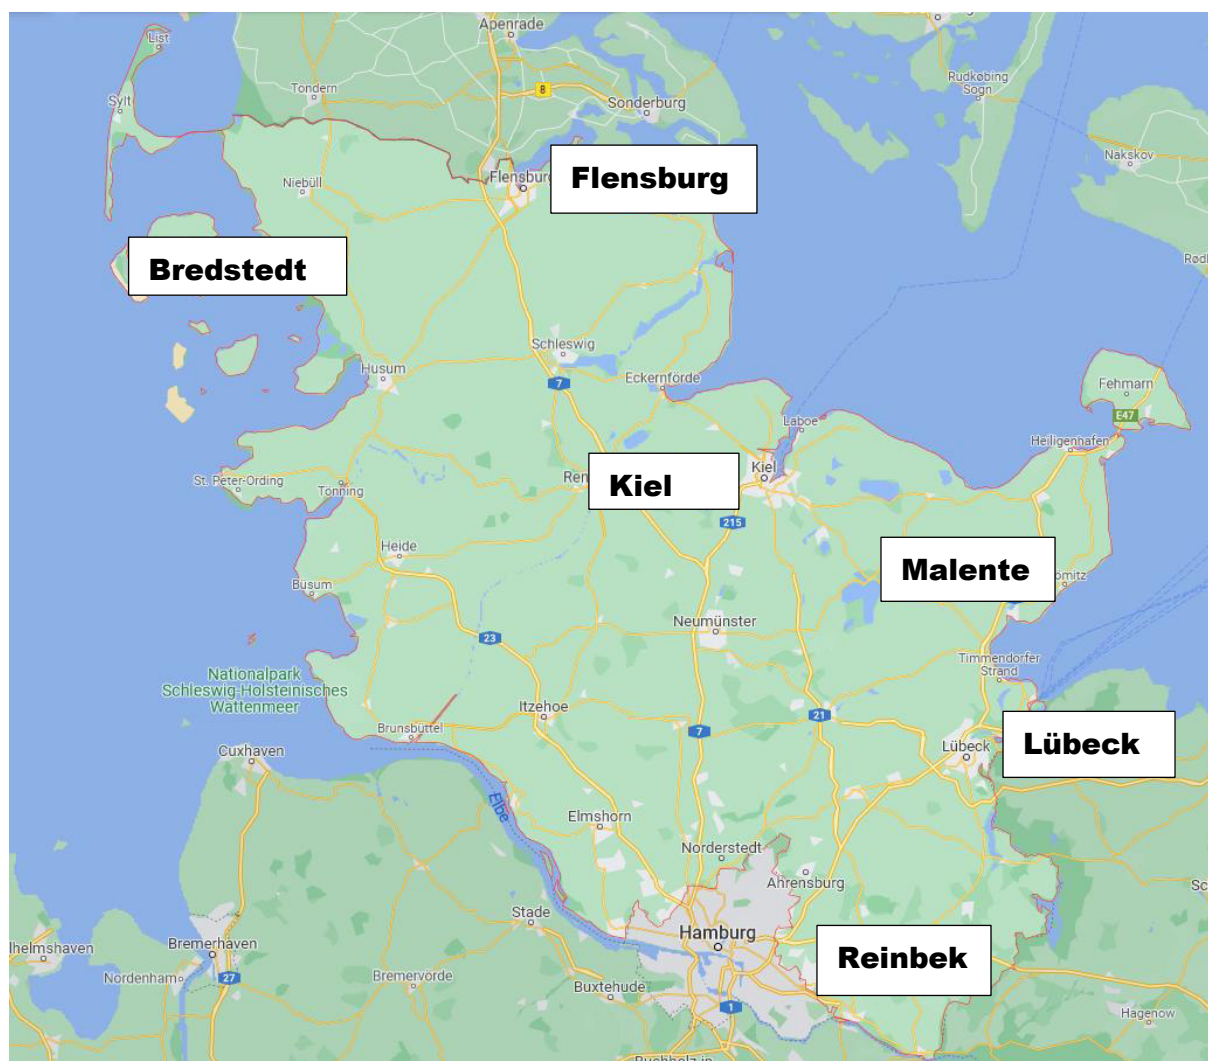 Apenrade
List
Rudkøbing
Sogn
Tondern
8
Sylt
Sonderburg
Nakskov
Flensburg
Flensburg
Niebüll
Bredstedt
Schleswig
Husum
7
Eckernförde
Fehmarn
E47
Laboe
Heiligenhafen
Kiel
St. Peter-Ording
Tönning
Kiel
215
Heide
Malente
Büsum
Neumünster
23
Timmendorfer
Strand
Nationalpark
Schleswig-Holsteinisches
Wattenmeer
Itzehoe
21
Brunsbüttel
7
Lübeck
Lübeck
Cuxhaven
Elbe
Elmshorn
Norderstedt
Ahrensburg
Stade
Hamburg
Bremerhaven
Reinbek
Nordenham
27
Bremervörde
Buxtehude
1
Hagenow